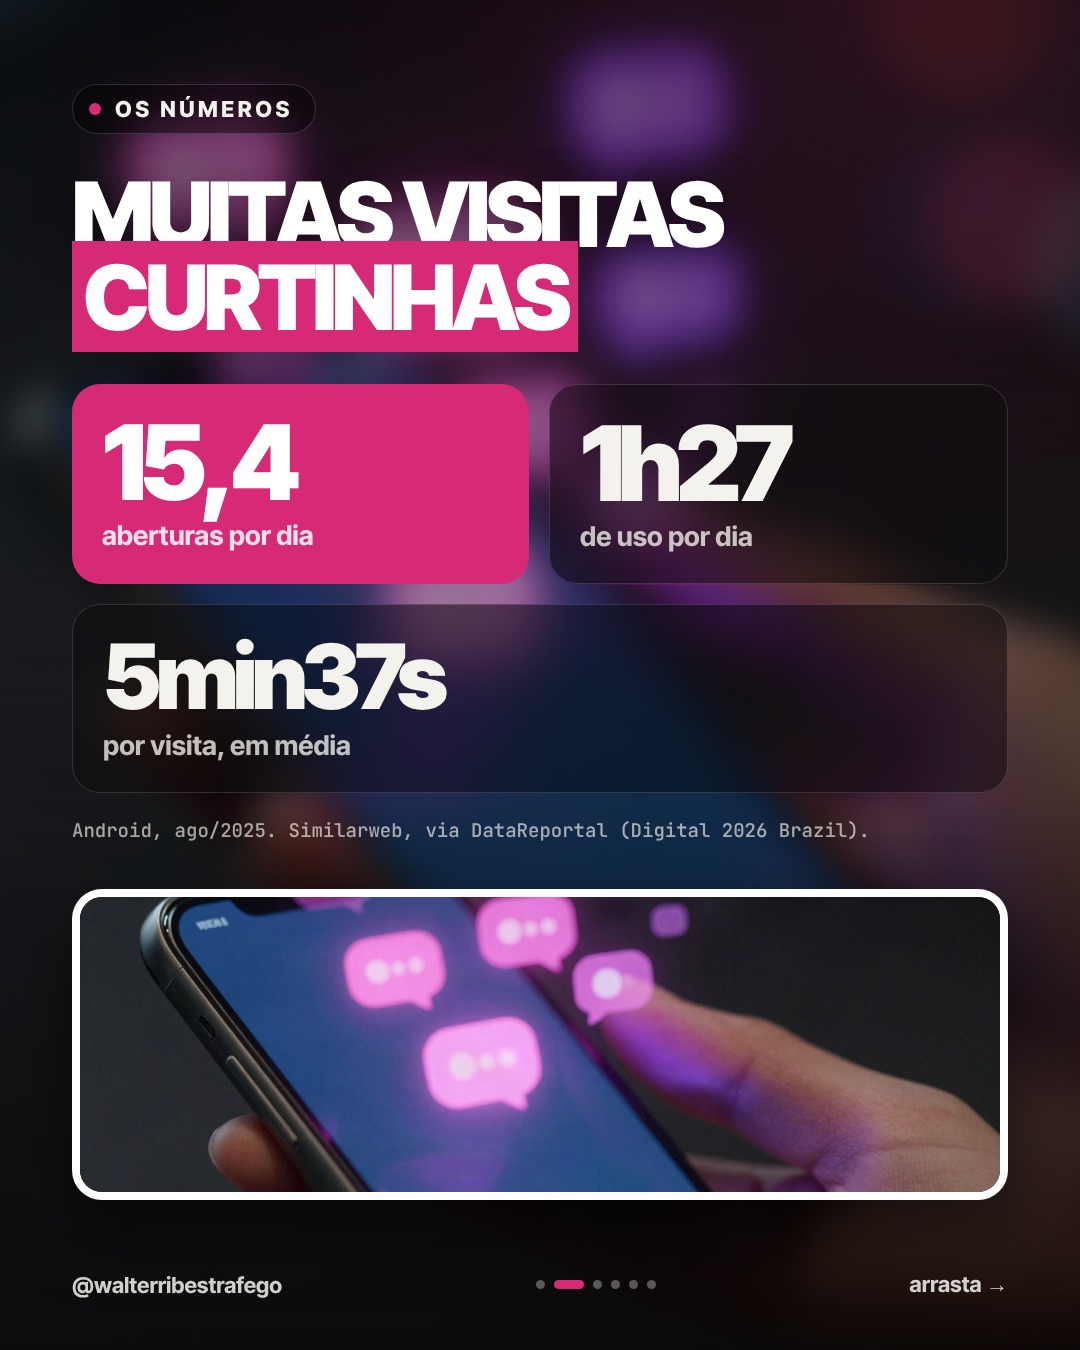 OS NÚMEROS
MUITAS VISITAS
CURTINHAS
15,4
aberturas por dia
1h27
de uso por dia
5min37s
por visita, em média
Android, ago/2025. Similarweb, via DataReportal (Digital 2026 Brazil).
@walterribestrafego
arrasta →